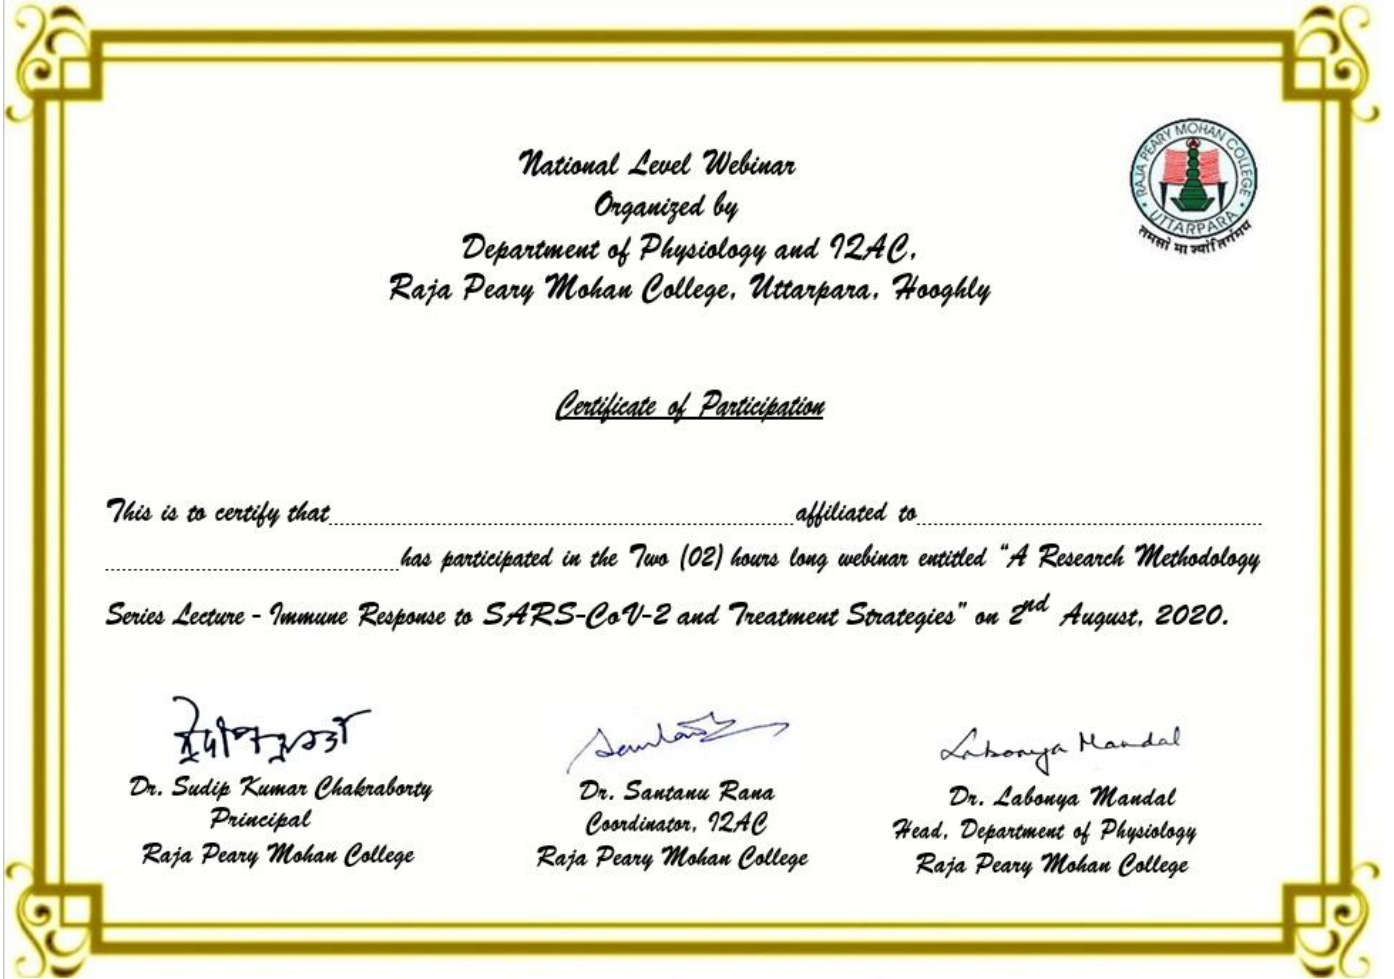 RAJA PEARY MOHAN COLLEGE
UTTARPARA
National Level Webinar
Organized by
Department of Physiology and IQAC,
Raja Peary Mohan College, Uttarpara, Hooghly
Certificate of Participation
This is to certify that affiliated to
has participated in the Two (02) hours long webinar entitled "A Research Methodology
Series Lecture - Immune Response to SARS-CoV-2 and Treatment Strategies" on 2nd August, 2020.
Labonya Mandal
Dr. Sudip Kumar Chakraborty
Principal
Raja Peary Mohan College
Dr. Santanu Rana
Coordinator, IQAC
Raja Peary Mohan College
Dr. Labonya Mandal
Head, Department of Physiology
Raja Peary Mohan College